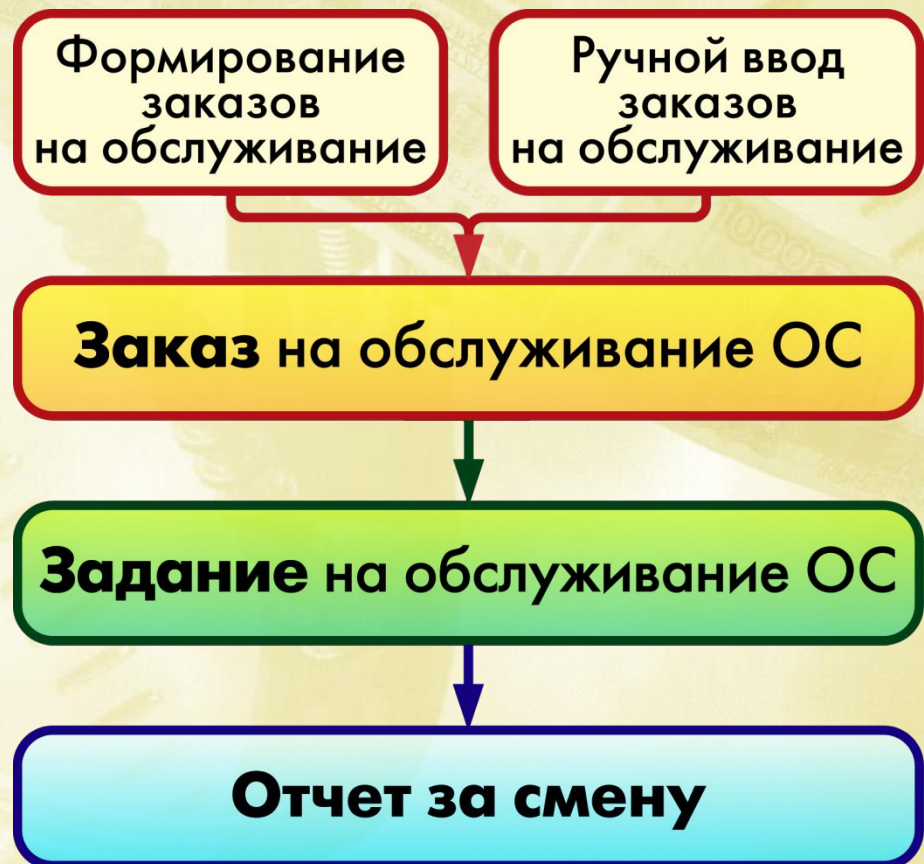 Формирование
заказов
на обслуживание
Ручной ввод
заказов
на обслуживание
Заказ на обслуживание ОС
Задание на обслуживание ОС
Отчет за смену